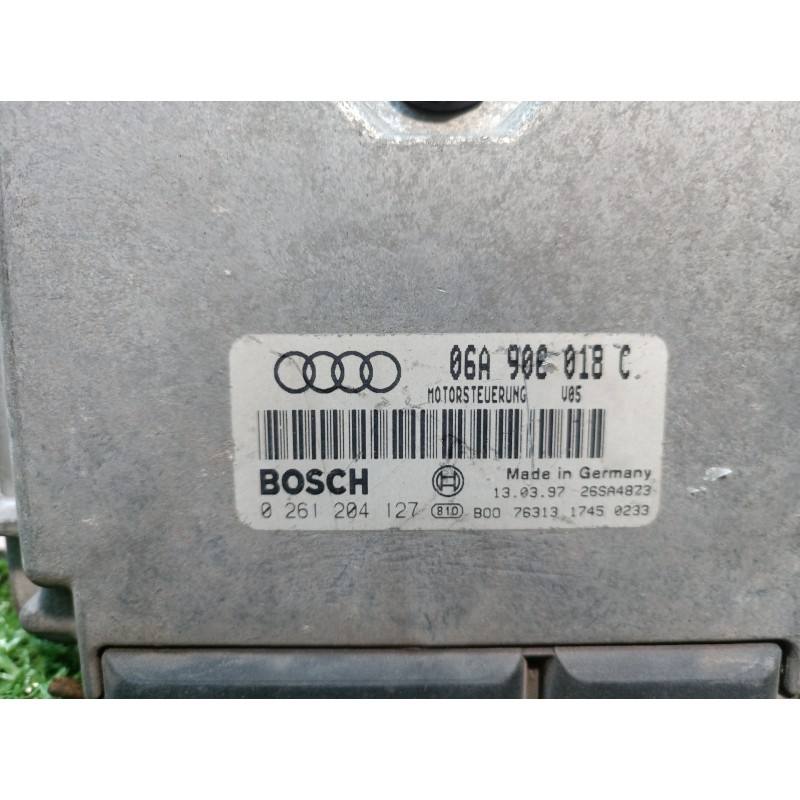 06A 906 018 C
MOTORSTEUERUNG V05
BOSCH Made in Germany
13.03.97 26SA4823
0 261 204 127 810 B00 76313 1745 0233